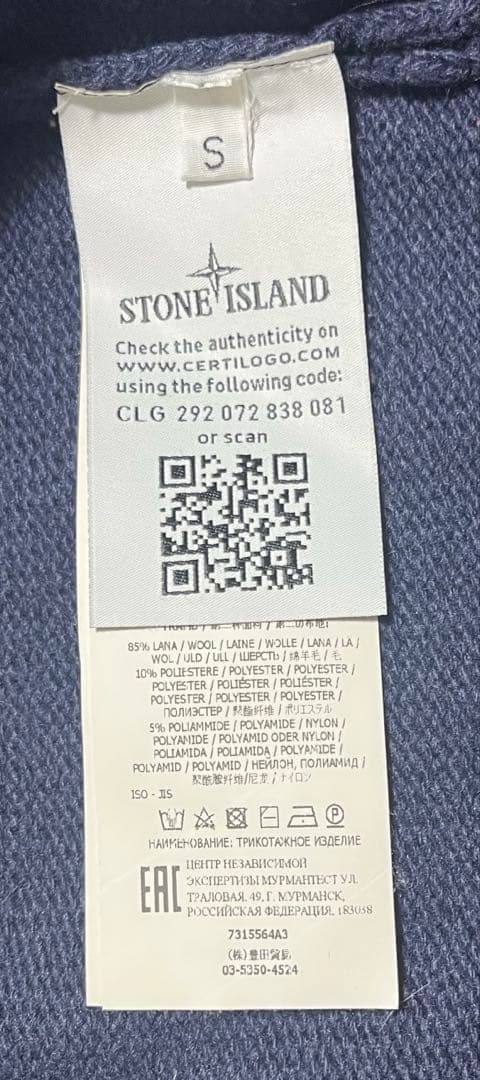 S
STONE ISLAND
Check the authenticity on
WWW.CERTILOGO.COM
using the following code:
CLG 292 072 838 081
or scan
85% LANA / WOOL / LAINE / WOLLE / LANA / LÃ /
WOL / ULD / ULL / ШЕРСТЬ / 绵羊毛 / 毛
10% POLIESTERE / POLYESTER / POLYESTER /
POLYESTER / POLIÉSTER / POLIÉSTER /
POLYESTER / POLYESTER / POLYESTER /
ПОЛИЭСТЕР / 聚酯纤维 / ポリエステル
5% POLIAMMIDE / POLYAMIDE / NYLON /
POLYAMIDE / POLYAMID ODER NYLON /
POLIAMIDA / POLIAMIDA / POLYAMIDE /
POLYAMID / POLYAMID / НЕЙЛОН, ПОЛИАМИД /
聚酰胺纤维/尼龙 / ナイロン
ISO - JIS
НАИМЕНОВАНИЕ: ТРИКОТАЖНОЕ ИЗДЕЛИЕ
EAC
ЦЕНТР НЕЗАВИСИМОЙ
ЭКСПЕРТИЗЫ МУРМАНТЕСТ УЛ.
ТРАЛОВАЯ, 49, Г. МУРМАНСК,
РОССИЙСКАЯ ФЕДЕРАЦИЯ, 183038
7315564A3
(株)豊田貿易
03-5350-4524